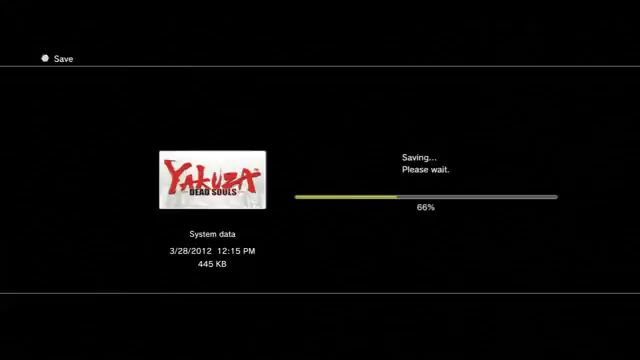 Save
YAKUZA
DEAD SOULS
Saving...
Please wait.
66%
System data
3/28/2012 12:15 PM
445 KB